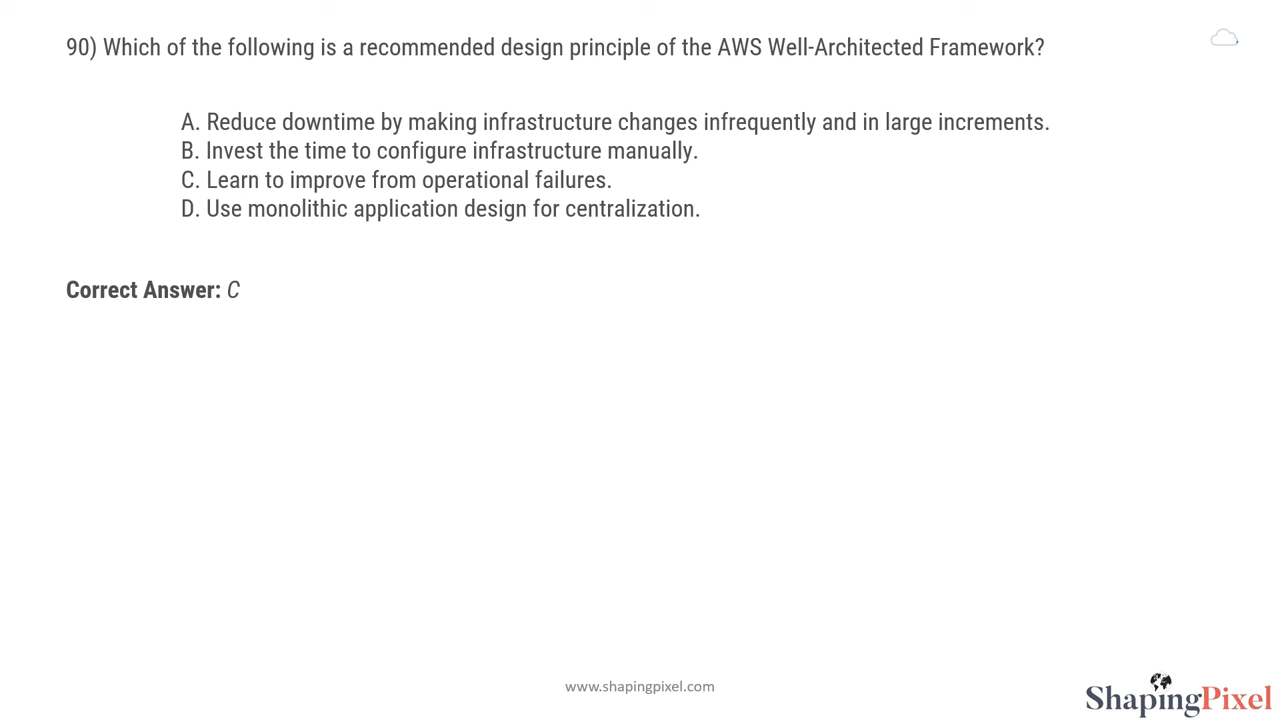 90) Which of the following is a recommended design principle of the AWS Well-Architected Framework?
A. Reduce downtime by making infrastructure changes infrequently and in large increments.
B. Invest the time to configure infrastructure manually.
C. Learn to improve from operational failures.
D. Use monolithic application design for centralization.
Correct Answer: C
www.shapingpixel.com
ShapingPixel